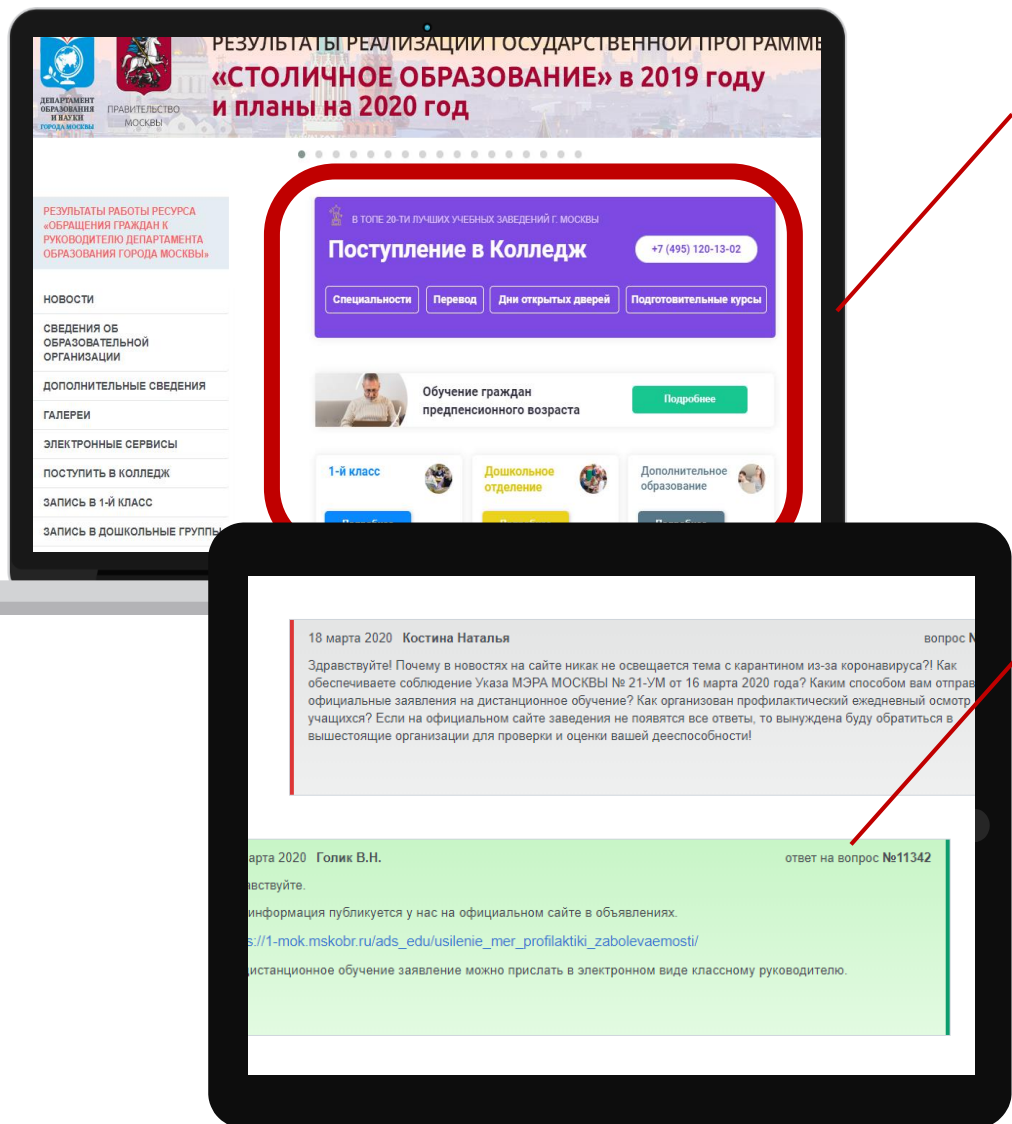 РЕЗУЛЬТАТЫ РЕАЛИЗАЦИИ ГОСУДАРСТВЕННОЙ ПРОГРАММЕ
«СТОЛИЧНОЕ ОБРАЗОВАНИЕ» в 2019 году
и планы на 2020 год
ДЕПАРТАМЕНТ
ОБРАЗОВАНИЯ
И НАУКИ
ГОРОДА МОСКВЫ
ПРАВИТЕЛЬСТВО
МОСКВЫ
РЕЗУЛЬТАТЫ РАБОТЫ РЕСУРСА
«ОБРАЩЕНИЯ ГРАЖДАН К
РУКОВОДИТЕЛЮ ДЕПАРТАМЕНТА
ОБРАЗОВАНИЯ ГОРОДА МОСКВЫ»
НОВОСТИ
СВЕДЕНИЯ ОБ
ОБРАЗОВАТЕЛЬНОЙ
ОРГАНИЗАЦИИ
ДОПОЛНИТЕЛЬНЫЕ СВЕДЕНИЯ
ГАЛЕРЕИ
ЭЛЕКТРОННЫЕ СЕРВИСЫ
ПОСТУПИТЬ В КОЛЛЕДЖ
ЗАПИСЬ В 1-Й КЛАСС
ЗАПИСЬ В ДОШКОЛЬНЫЕ ГРУППЫ
В ТОПЕ 20-ТИ ЛУЧШИХ УЧЕБНЫХ ЗАВЕДЕНИЙ Г. МОСКВЫ
Поступление в Колледж
+7 (495) 120-13-02
Специальности Перевод Дни открытых дверей Подготовительные курсы
Обучение граждан
предпенсионного возраста
Подробнее
1-й класс
Дошкольное
отделение
Дополнительное
образование
18 марта 2020 Костина Наталья вопрос
Здравствуйте! Почему в новостях на сайте никак не освещается тема с карантином из-за коронавируса?! Как
обеспечиваете соблюдение Указа МЭРА МОСКВЫ № 21-УМ от 16 марта 2020 года? Каким способом вам отправ
официальные заявления на дистанционное обучение? Как организован профилактический ежедневный осмотр
учащихся? Если на официальном сайте заведения не появятся все ответы, то вынуждена буду обратиться в
вышестоящие организации для проверки и оценки вашей дееспособности!
арта 2020 Голик В.Н. ответ на вопрос №11342
авствуйте.
информация публикуется у нас на официальном сайте в объявлениях.
s://1-mok.mskobr.ru/ads_edu/usilenie_mer_profilaktiki_zabolevaemosti/
истанционное обучение заявление можно прислать в электронном виде классному руководителю.